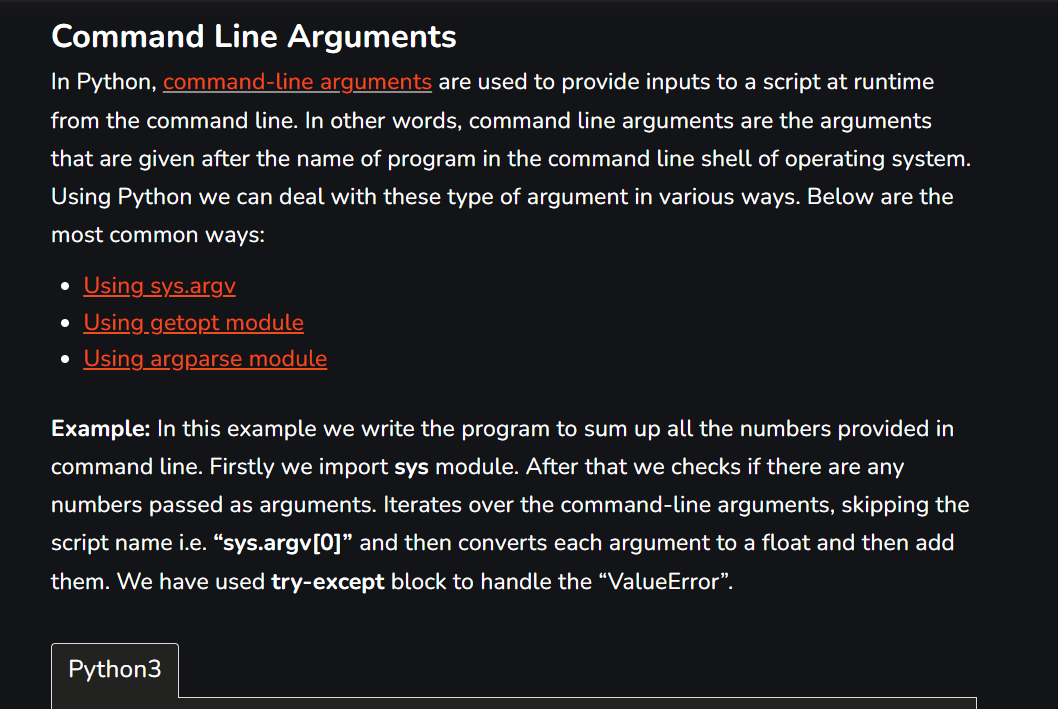 Command Line Arguments
In Python, command-line arguments are used to provide inputs to a script at runtime
from the command line. In other words, command line arguments are the arguments
that are given after the name of program in the command line shell of operating system.
Using Python we can deal with these type of argument in various ways. Below are the
most common ways:
• Using sys.argv
• Using getopt module
• Using argparse module
Example: In this example we write the program to sum up all the numbers provided in
command line. Firstly we import sys module. After that we checks if there are any
numbers passed as arguments. Iterates over the command-line arguments, skipping the
script name i.e. “sys.argv[0]” and then converts each argument to a float and then add
them. We have used try-except block to handle the “ValueError”.
Python3